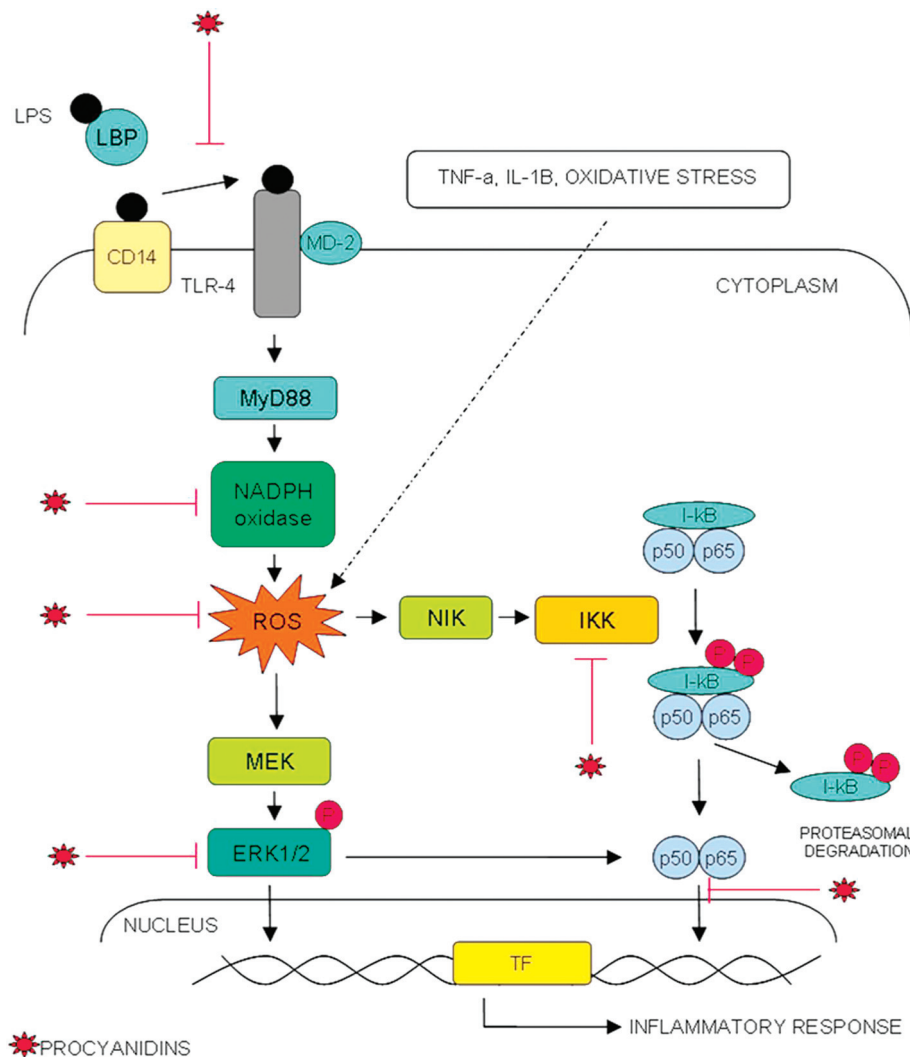 LPS
LBP
TNF-a, IL-1B, OXIDATIVE STRESS
CD14
MD-2
TLR-4
CYTOPLASM
MyD88
NADPH
oxidase
I-kB
p50 p65
ROS
NIK
IKK
P P
I-kB
p50 p65
MEK
P P
I-kB
P
ERK1/2
p50 p65
PROTEASOMAL
DEGRADATION
NUCLEUS
TF
INFLAMMATORY RESPONSE
PROCYANIDINS